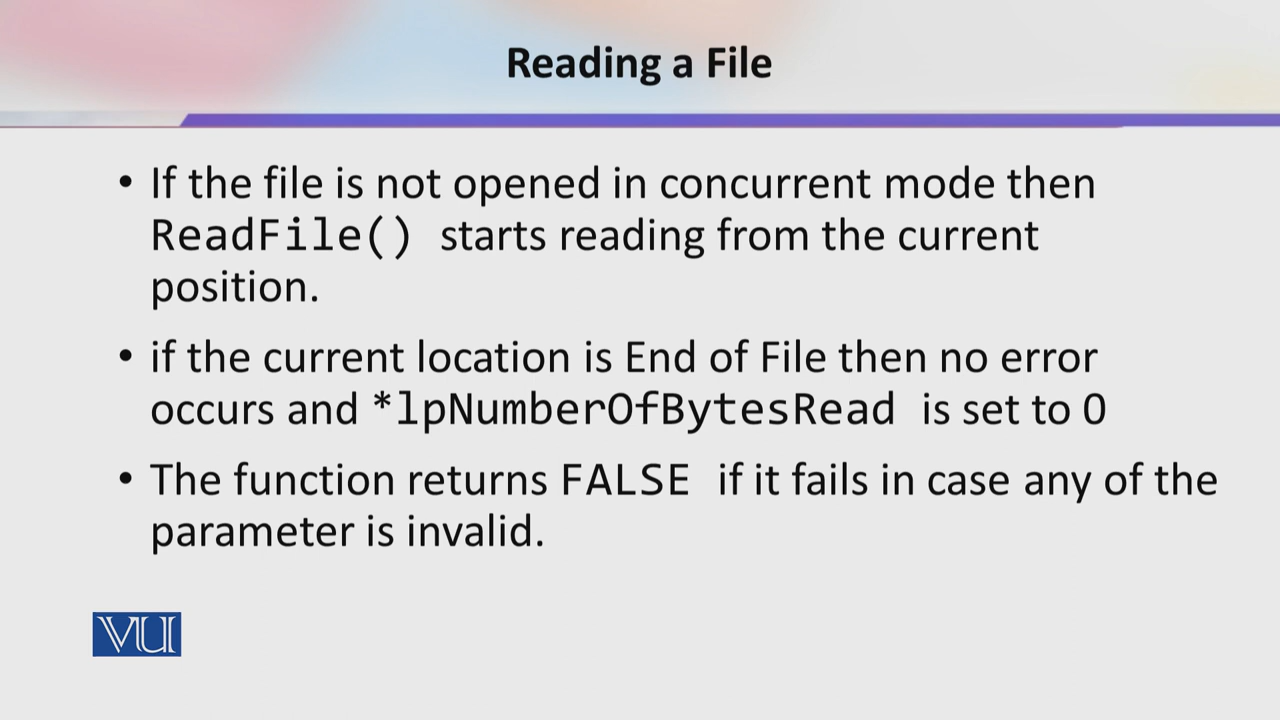 Reading a File
• If the file is not opened in concurrent mode then
ReadFile() starts reading from the current
position.
• if the current location is End of File then no error
occurs and *lpNumberOfBytesRead is set to 0
• The function returns FALSE if it fails in case any of the
parameter is invalid.
VU